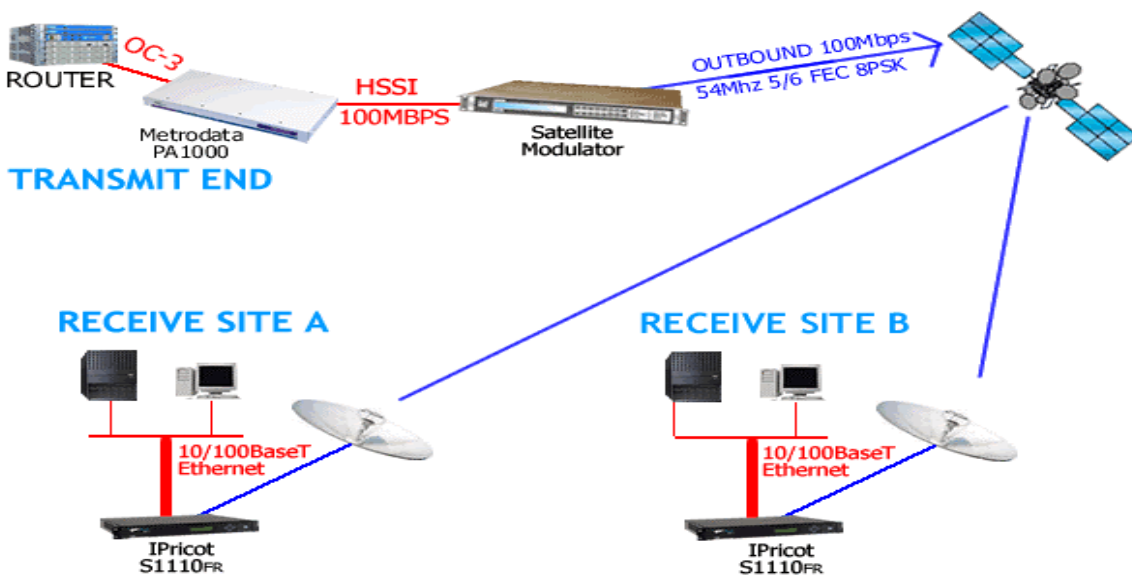 ROUTER
OC-3
Metrodata
PA1000
HSSI
100MBPS
Satellite
Modulator
OUTBOUND 100Mbps
54Mhz 5/6 FEC 8PSK
TRANSMIT END
RECEIVE SITE A
10/100BaseT
Ethernet
IPricot
S1110FR
RECEIVE SITE B
10/100BaseT
Ethernet
IPricot
S1110FR